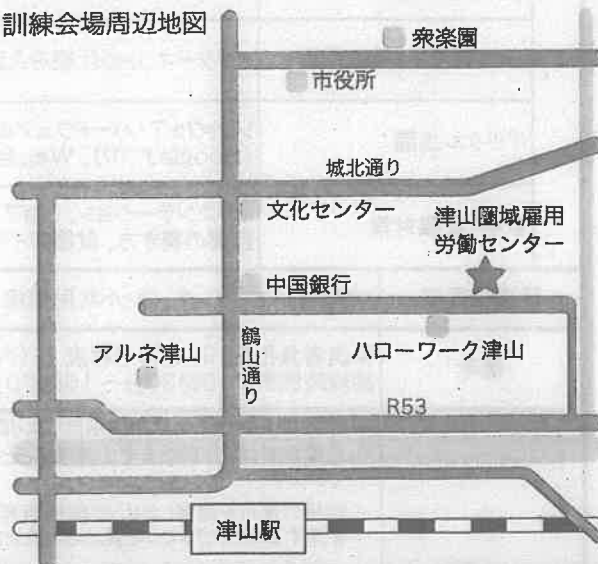 訓練会場周辺地図
衆楽園
市役所
城北通り
文化センター
津山圏域雇用
労働センター
中国銀行
鶴山通り
アルネ津山
ハローワーク津山
R53
津山駅